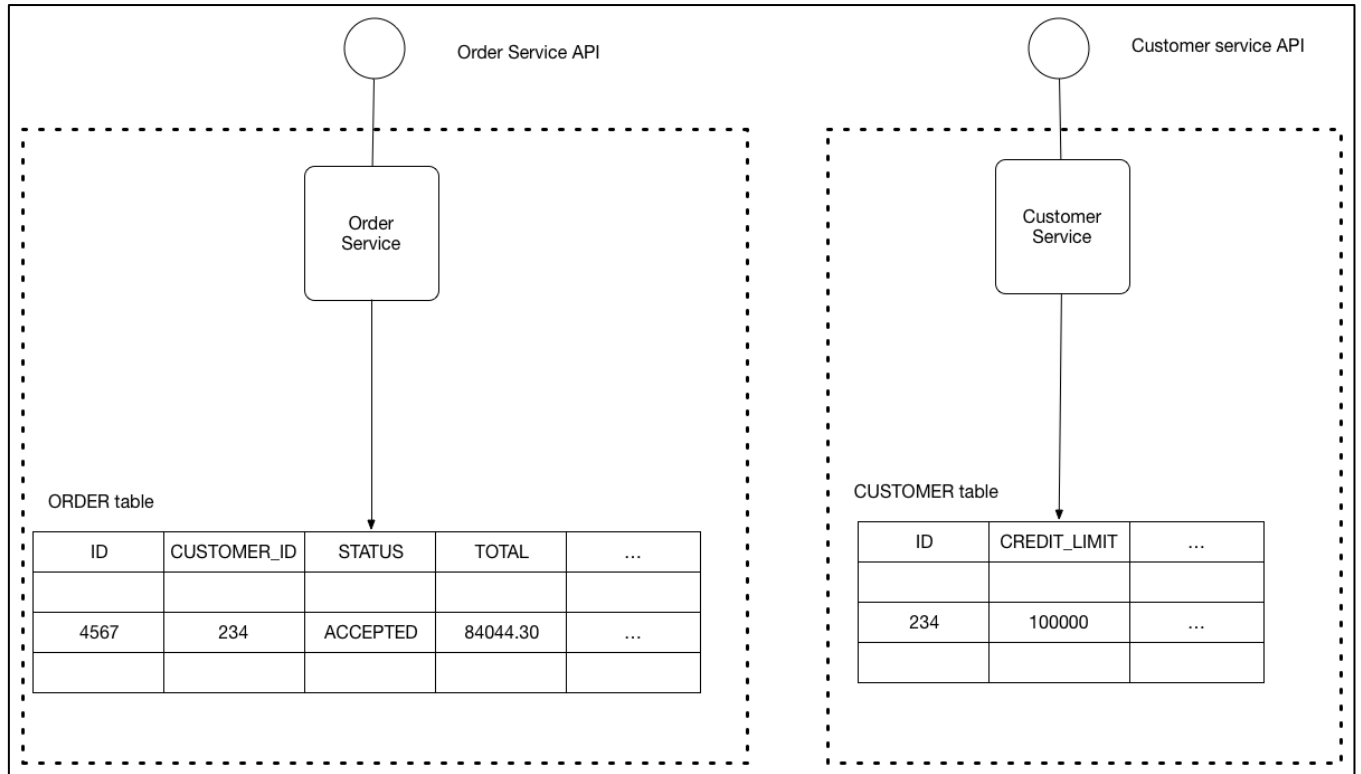 Order Service API
Customer service API
Order
Service
Customer
Service
ORDER table
ID CUSTOMER_ID STATUS TOTAL ...
4567 234 ACCEPTED 84044.30 ...
CUSTOMER table
ID CREDIT_LIMIT ...
234 100000 ...